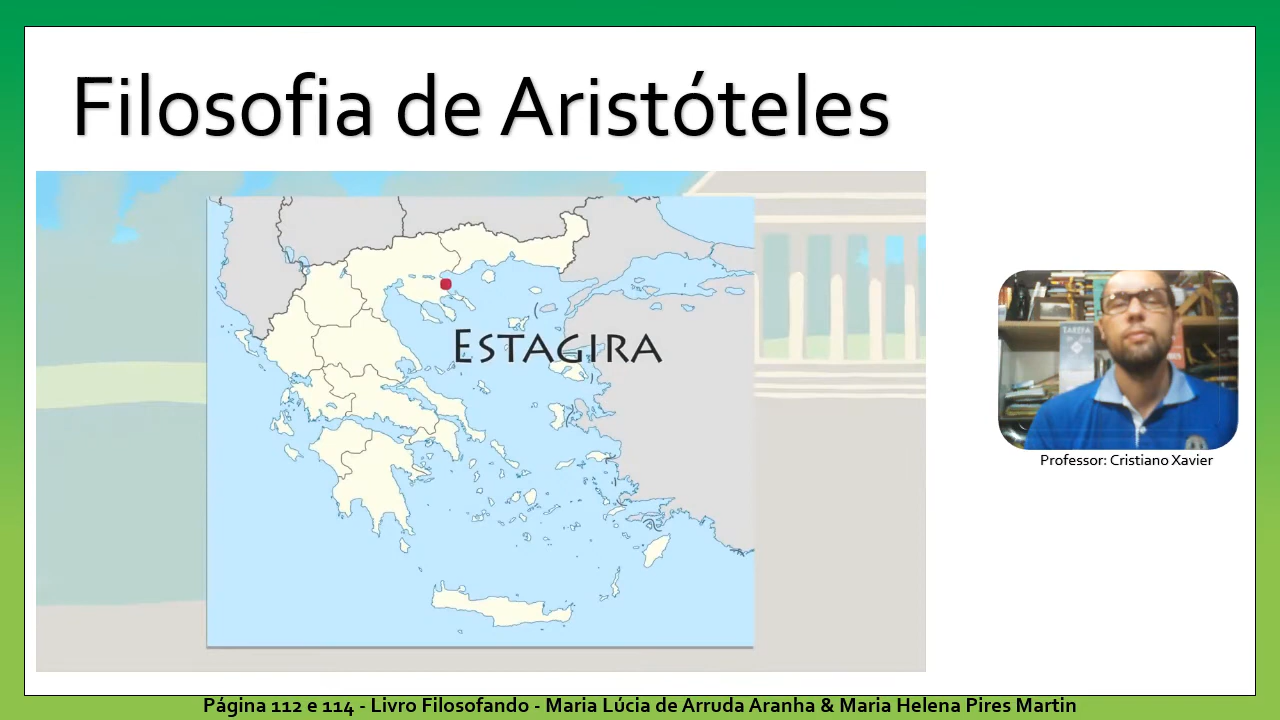 Filosofia de Aristóteles
ESTAGIRA
TAREFA
Professor: Cristiano Xavier
Página 112 e 114 - Livro Filosofando - Maria Lúcia de Arruda Aranha & Maria Helena Pires Martin